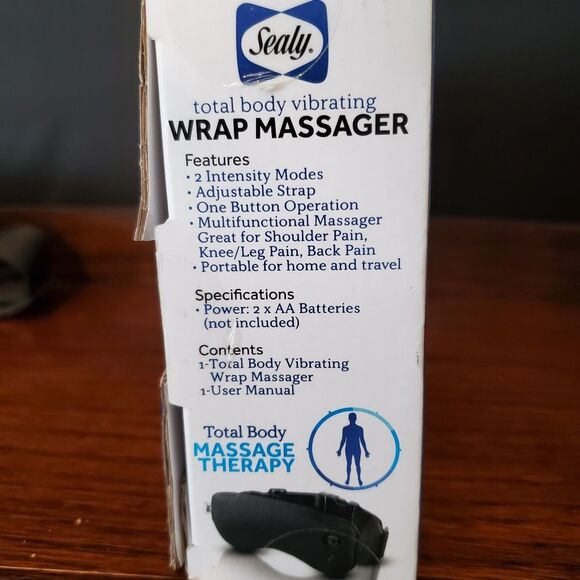 Sealy®
total body vibrating
WRAP MASSAGER
Features
• 2 Intensity Modes
• Adjustable Strap
• One Button Operation
• Multifunctional Massager
Great for Shoulder Pain,
Knee/Leg Pain, Back Pain
• Portable for home and travel
Specifications
• Power: 2 x AA Batteries
(not included)
Contents
1-Total Body Vibrating
Wrap Massager
1-User Manual
Total Body
MASSAGE
THERAPY